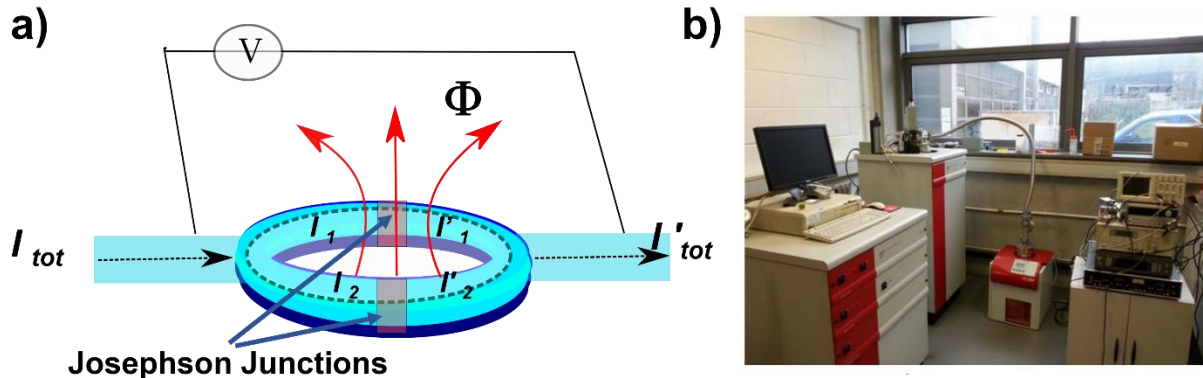 a)
V
Φ
I tot
I 1
I' 1
I 2
I' 2
I' tot
Josephson Junctions
b)